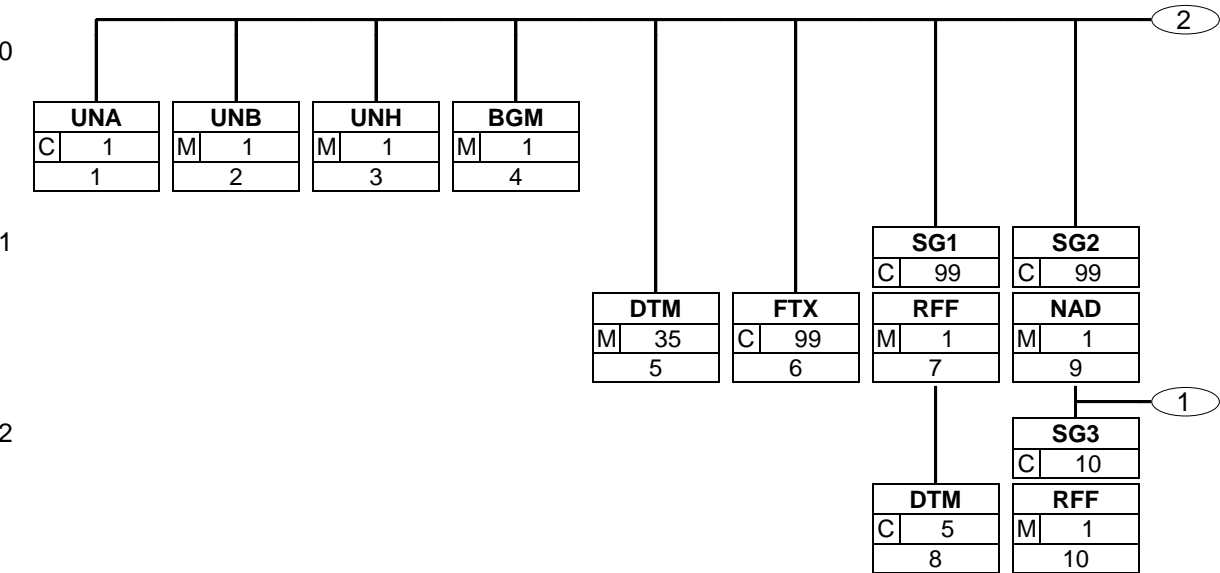 2
0
UNA UNB UNH BGM
C 1 M 1 M 1 M 1
1 2 3 4
1
SG1 SG2
C 99 C 99
DTM FTX RFF NAD
M 35 C 99 M 1 M 1
5 6 7 9
1
2
SG3
C 10
DTM RFF
C 5 M 1
8 10